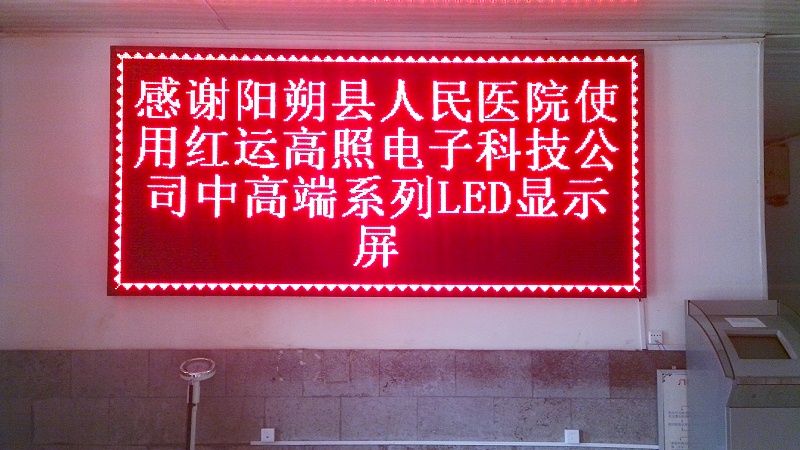 感谢阳朔县人民医院使
用红运高照电子科技公
司中高端系列LED显示
屏